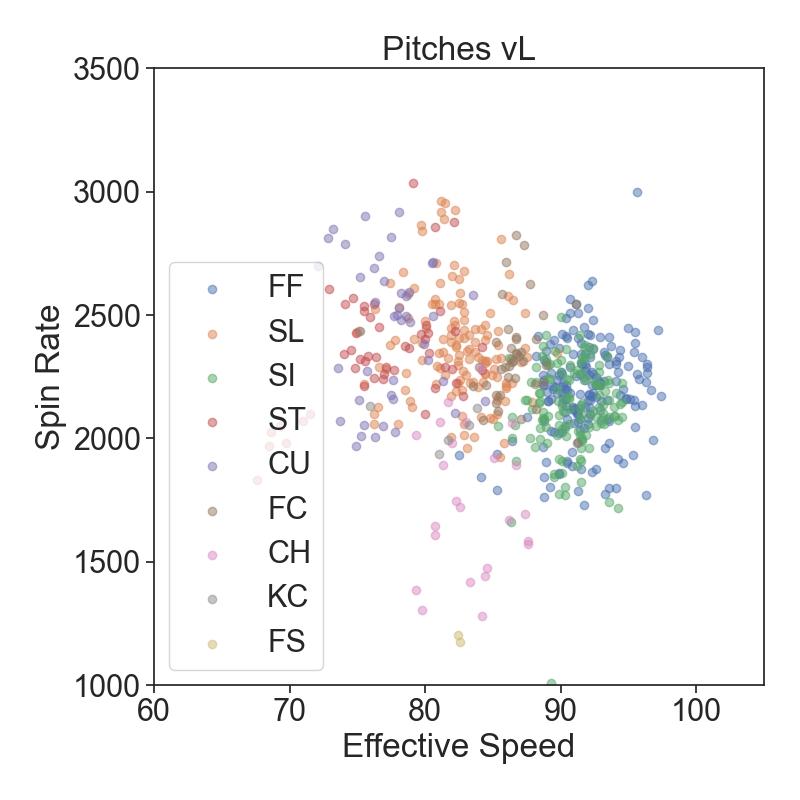 Pitches vL
3500
3000
2500
2000
1500
1000
Spin Rate
FF
SL
SI
ST
CU
FC
CH
KC
FS
60 70 80 90 100
Effective Speed